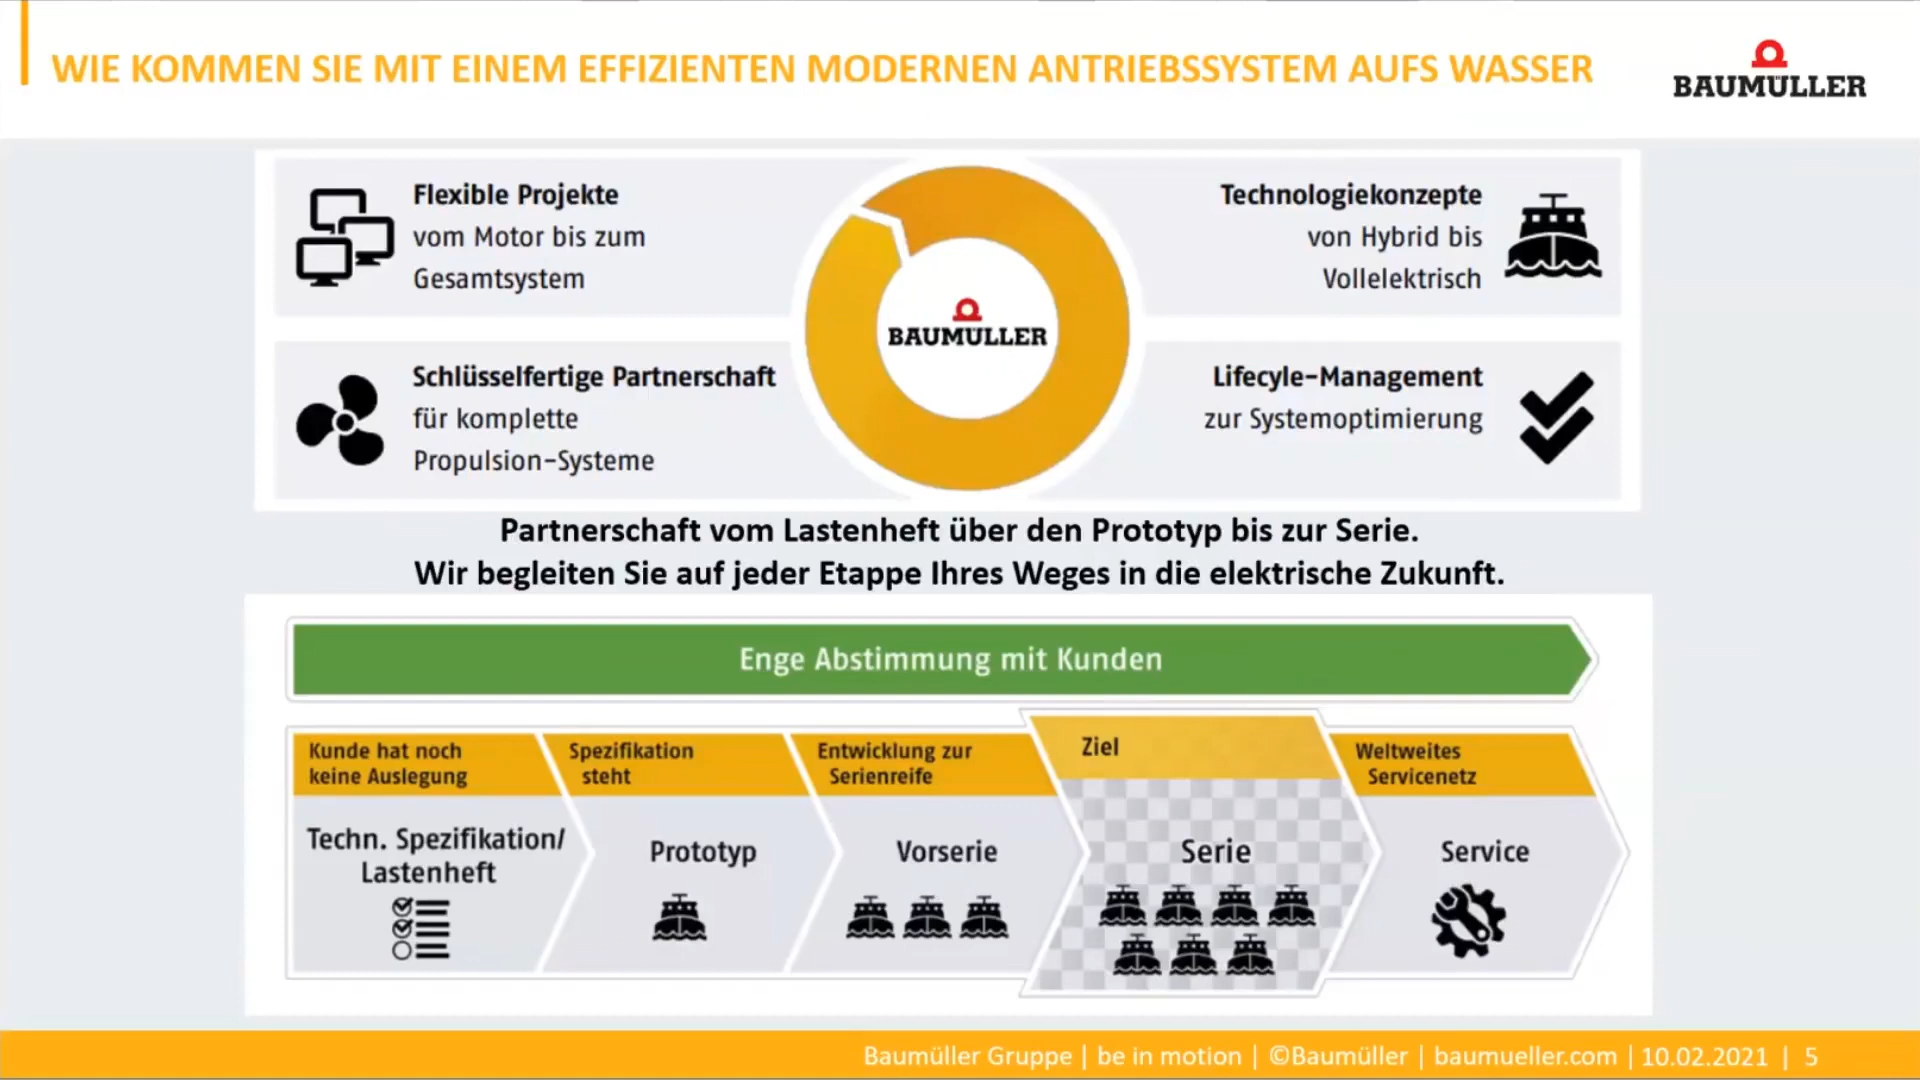 WIE KOMMEN SIE MIT EINEM EFFIZIENTEN MODERNEN ANTRIEBSSYSTEM AUFS WASSER
BAUMÜLLER
Flexible Projekte
vom Motor bis zum
Gesamtsystem
Technologiekonzepte
von Hybrid bis
Vollelektrisch
BAUMÜLLER
Schlüsselfertige Partnerschaft
für komplette
Propulsion-Systeme
Lifecyle-Management
zur Systemoptimierung
Partnerschaft vom Lastenheft über den Prototyp bis zur Serie.
Wir begleiten Sie auf jeder Etappe Ihres Weges in die elektrische Zukunft.
Enge Abstimmung mit Kunden
Kunde hat noch
keine Auslegung
Techn. Spezifikation/
Lastenheft
Spezifikation
steht
Prototyp
Entwicklung zur
Serienreife
Vorserie
Ziel
Serie
Weltweites
Servicenetz
Service
Baumüller Gruppe | be in motion | ©Baumüller | baumueller.com | 10.02.2021 | 5